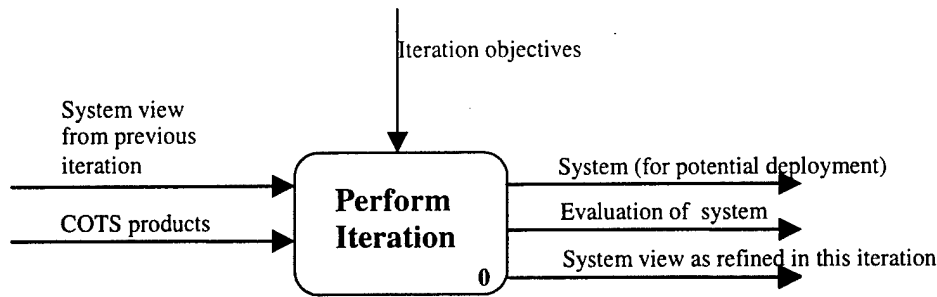 Iteration objectives
System view
from previous
iteration
COTS products
Perform
Iteration
0
System (for potential deployment)
Evaluation of system
System view as refined in this iteration